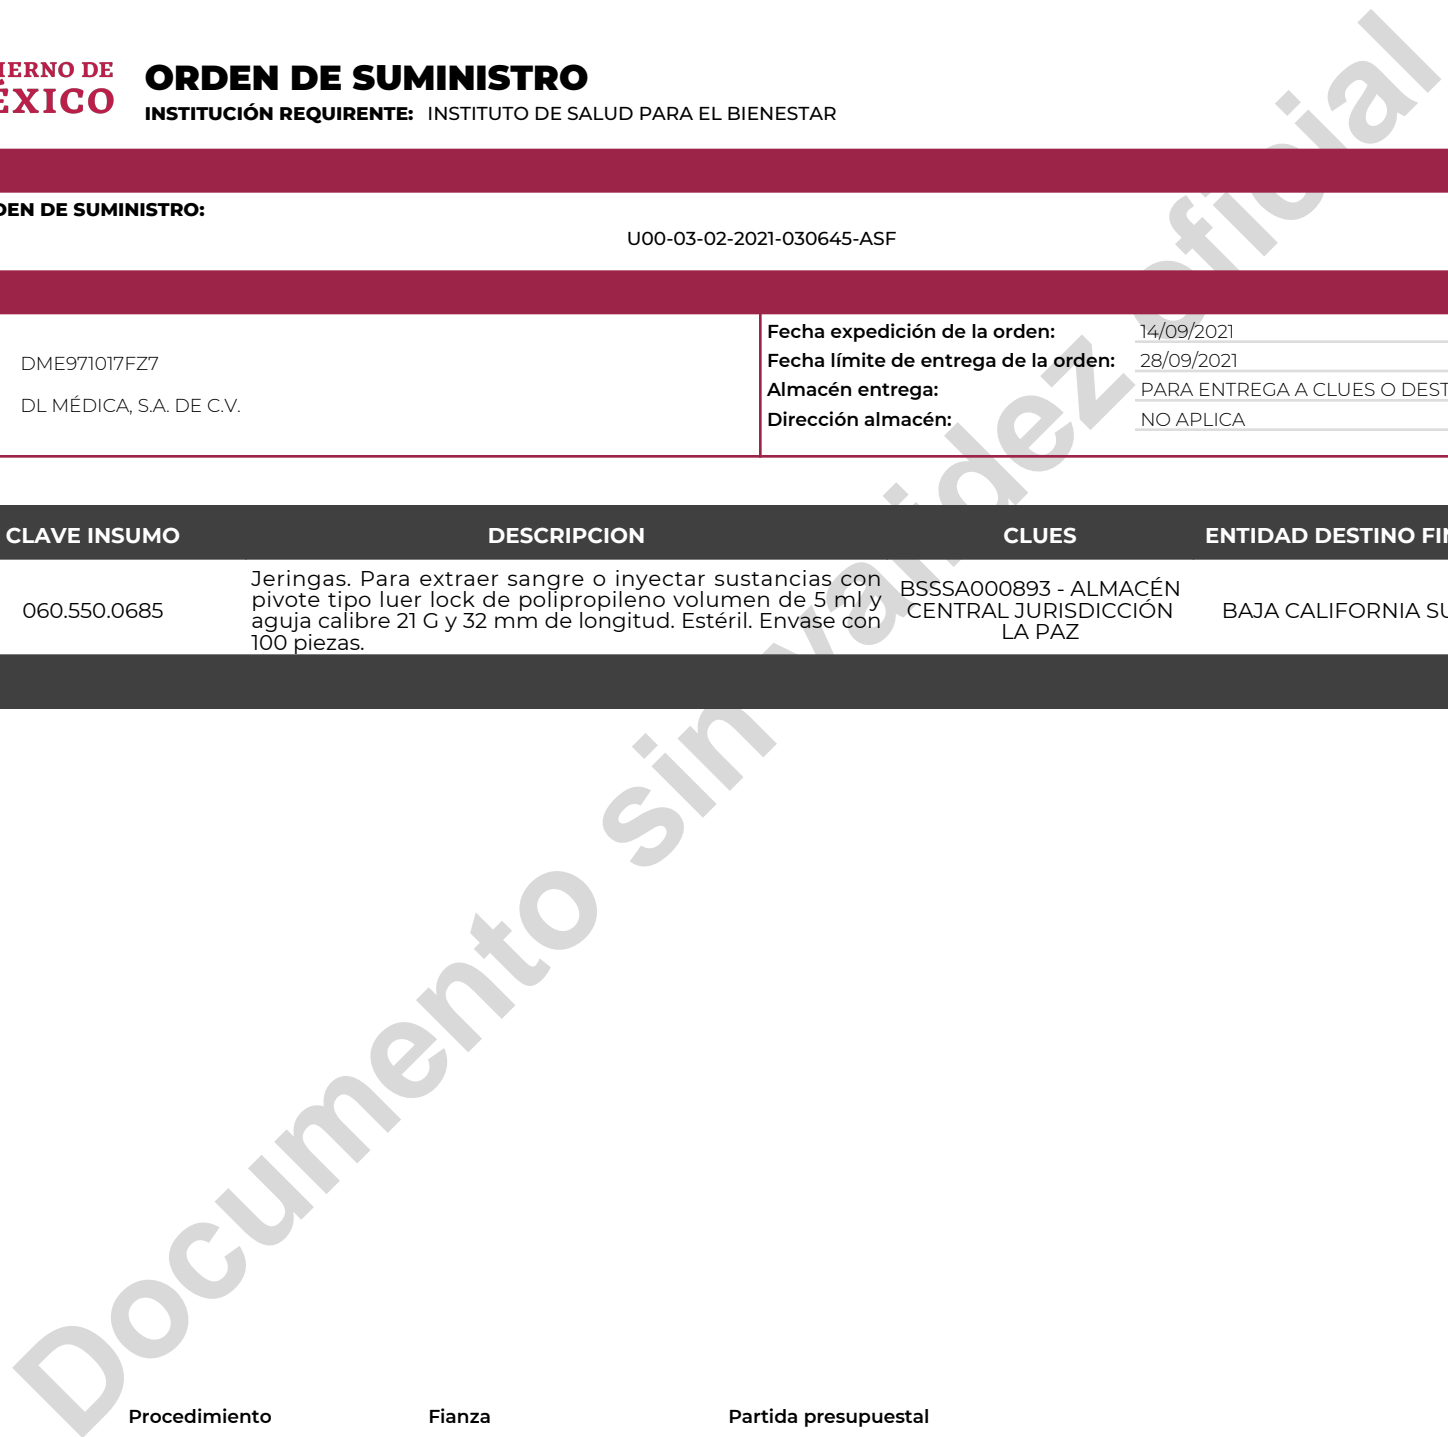 IERNO DE
ÉXICO
ORDEN DE SUMINISTRO
INSTITUCIÓN REQUIRENTE: INSTITUTO DE SALUD PARA EL BIENESTAR
DEN DE SUMINISTRO:
U00-03-02-2021-030645-ASF
DME971017FZ7
DL MÉDICA, S.A. DE C.V.
Fecha expedición de la orden: 14/09/2021
Fecha límite de entrega de la orden: 28/09/2021
Almacén entrega: PARA ENTREGA A CLUES O DEST
Dirección almacén: NO APLICA
CLAVE INSUMO DESCRIPCION CLUES ENTIDAD DESTINO FIN
060.550.0685
Jeringas. Para extraer sangre o inyectar sustancias con
pivote tipo luer lock de polipropileno volumen de 5 ml y
aguja calibre 21 G y 32 mm de longitud. Estéril. Envase con
100 piezas.
BSSSA000893 - ALMACÉN
CENTRAL JURISDICCIÓN
LA PAZ
BAJA CALIFORNIA SU
Documento sin validez oficial
Procedimiento Fianza Partida presupuestal